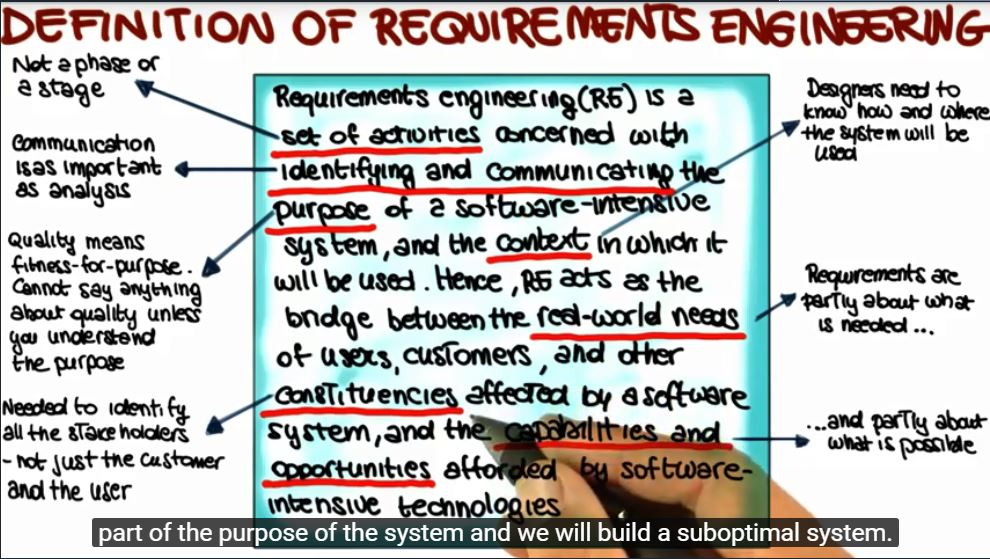 DEFINITION OF REQUIREMENTS ENGINEERING
Not a phase or
a stage
Communication
is as important
as analysis
Quality means
fitness-for-purpose.
Cannot say anything
about quality unless
you understand
the purpose
Needed to identify
all the stakeholders
- not just the customer
and the user
Requirements engineering (RE) is a
set of activities concerned with
identifying and communicating the
purpose of a software-intensive
system, and the context in which it
will be used. Hence, RE acts as the
bridge between the real-world needs
of users, customers, and other
constituencies affected by a software
system, and the capabilities and
opportunities afforded by software-
intensive technologies
Designers need to
know how and where
the system will be
used
Requirements are
partly about what
is needed...
...and partly about
what is possible
part of the purpose of the system and we will build a suboptimal system.